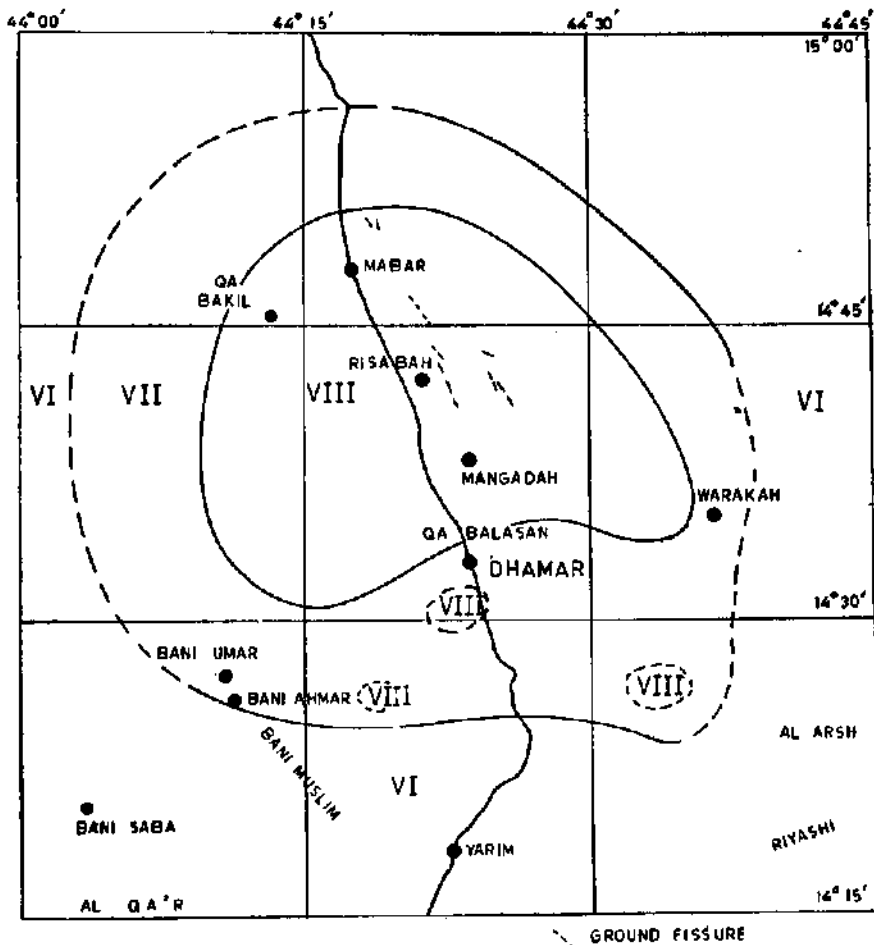 44° 00′ 44° 15′ 44° 30′ 44° 45′
15° 00′
QA
BAKIL
MABAR
14° 45′
RISABAH
VI VII VIII VI
MANGADAH
WARAKAH
QA BALASAN
DHAMAR
VIII
14° 30′
BANI UMAR
BANI AHMAR
VIII
VIII
BANI MUSLIM
AL ARSH
VI
BANI SABA
YARIM
RIYASHI
AL QA'R
14° 15′
GROUND FISSURE